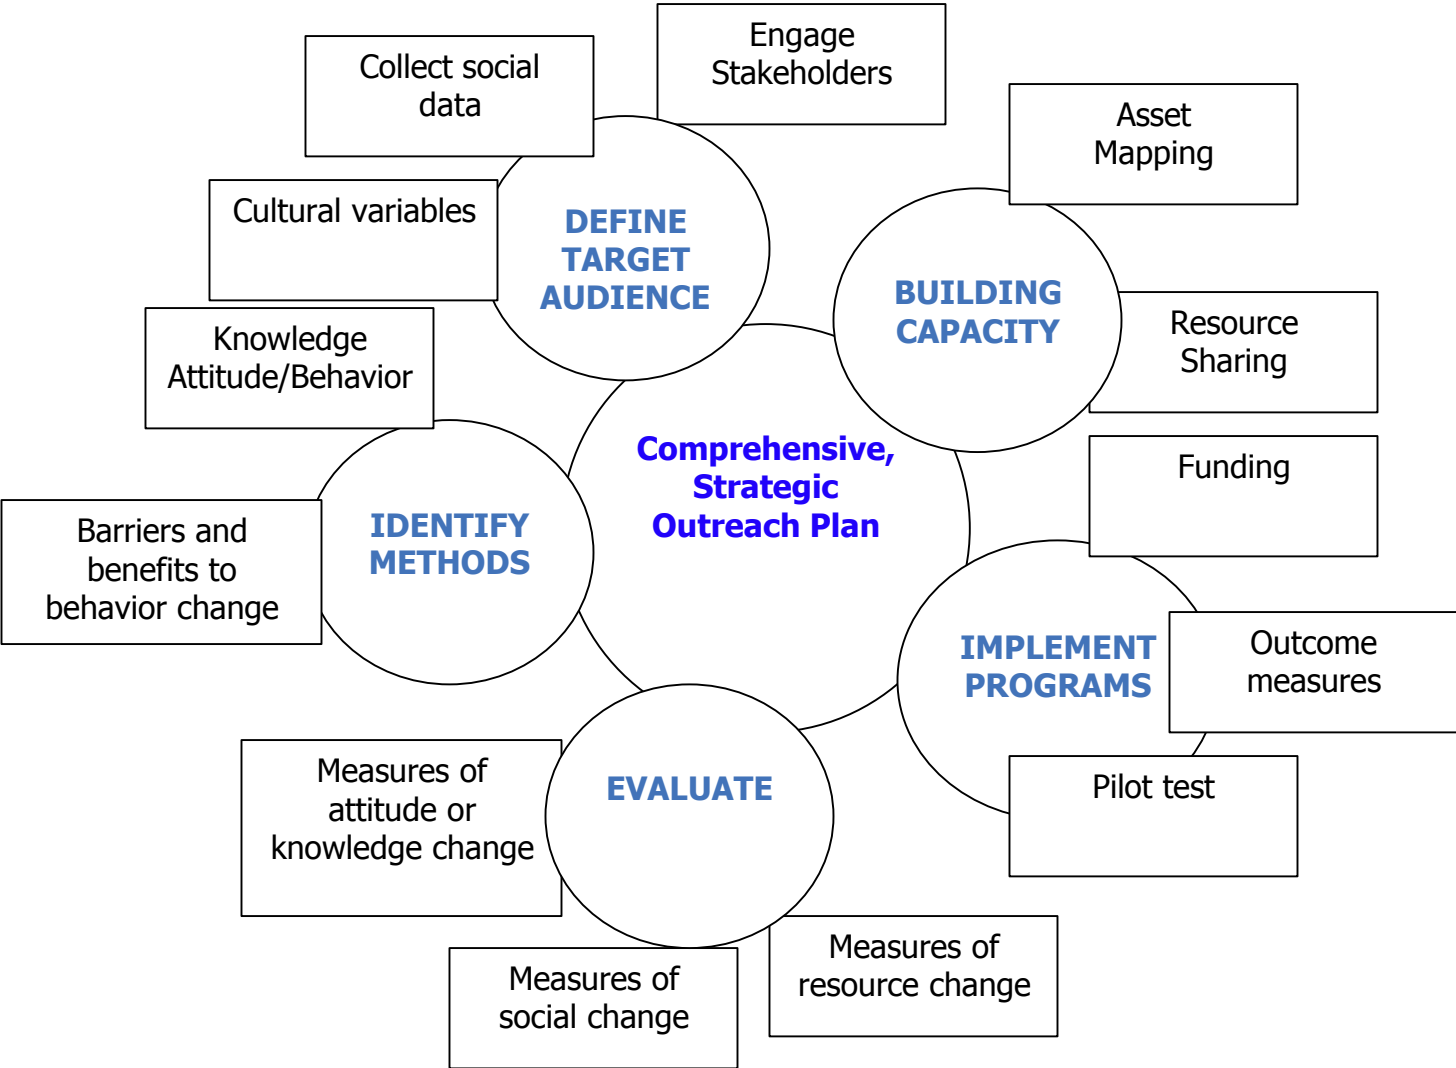 Engage
Stakeholders
Collect social
data
Asset
Mapping
Cultural variables
DEFINE
TARGET
AUDIENCE
BUILDING
CAPACITY
Resource
Sharing
Knowledge
Attitude/Behavior
Comprehensive,
Strategic
Outreach Plan
Funding
IDENTIFY
METHODS
Barriers and
benefits to
behavior change
IMPLEMENT
PROGRAMS
Outcome
measures
Measures of
attitude or
knowledge change
EVALUATE
Pilot test
Measures of
social change
Measures of
resource change